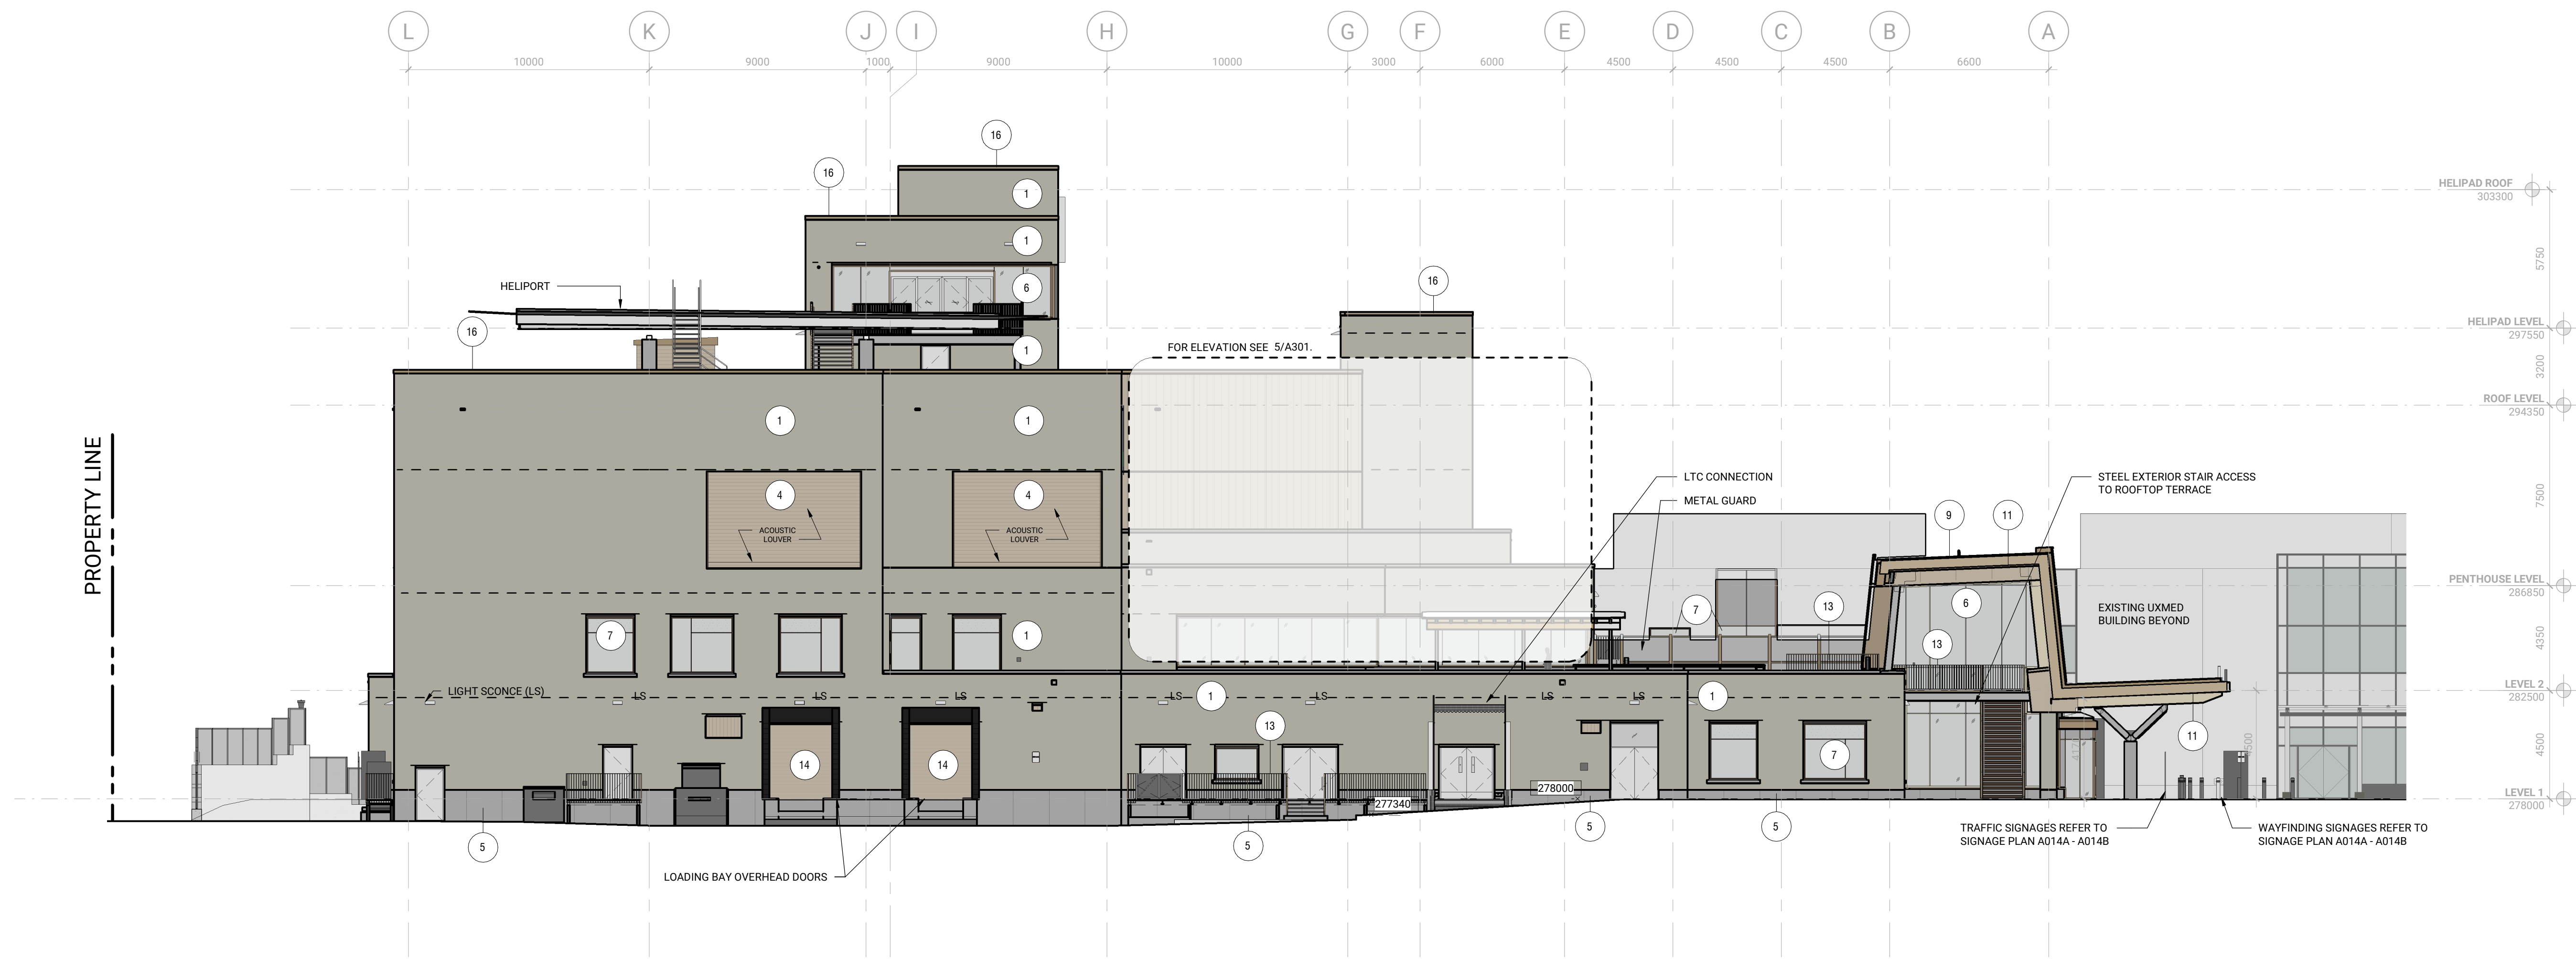 L K J I H G F E D C B A
10000 9000 1000 9000 10000 3000 6000 4500 4500 4500 6600
16
16
1
HELIPAD ROOF
303300
1
5750
6
16
HELIPORT
16
HELIPAD LEVEL
297550
1
FOR ELEVATION SEE 5/A301.
3200
ROOF LEVEL
294350
1 1
PROPERTY LINE
4 4
ACOUSTIC
LOUVER
ACOUSTIC
LOUVER
LTC CONNECTION
METAL GUARD
STEEL EXTERIOR STAIR ACCESS
TO ROOFTOP TERRACE
7500
9 11
PENTHOUSE LEVEL
286850
7 1
7 13 6
13
EXISTING UXMED
BUILDING BEYOND
4350
LIGHT SCONCE (LS)
LS LS LS LS LS LS LS
1 1
LEVEL 2
282500
13
14 14
7
11
4500
4500
278000
277340
LEVEL 1
278000
5 5 5 5
TRAFFIC SIGNAGES REFER TO
SIGNAGE PLAN A014A - A014B
WAYFINDING SIGNAGES REFER TO
SIGNAGE PLAN A014A - A014B
LOADING BAY OVERHEAD DOORS